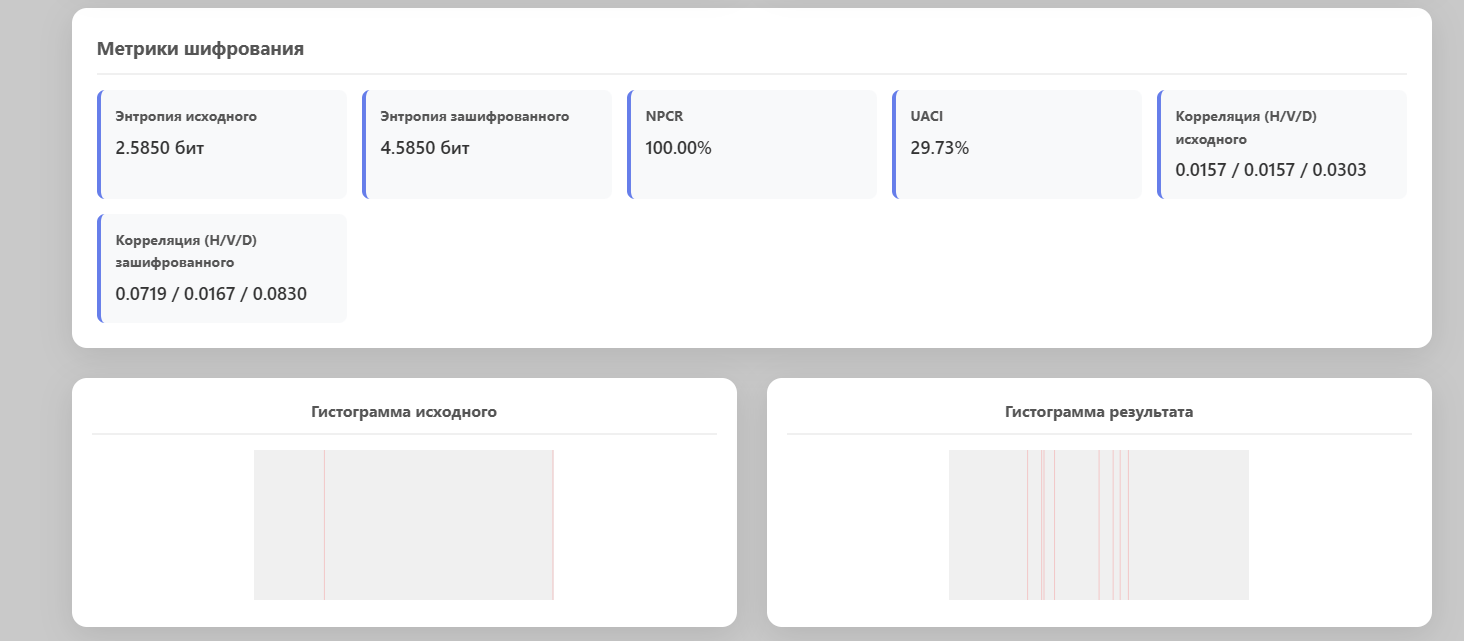 Метрики шифрования
Энтропия исходного
2.5850 бит
Энтропия зашифрованного
4.5850 бит
NPCR
100.00%
UACI
29.73%
Корреляция (H/V/D)
исходного
0.0157 / 0.0157 / 0.0303
Корреляция (H/V/D)
зашифрованного
0.0719 / 0.0167 / 0.0830
Гистограмма исходного
Гистограмма результата